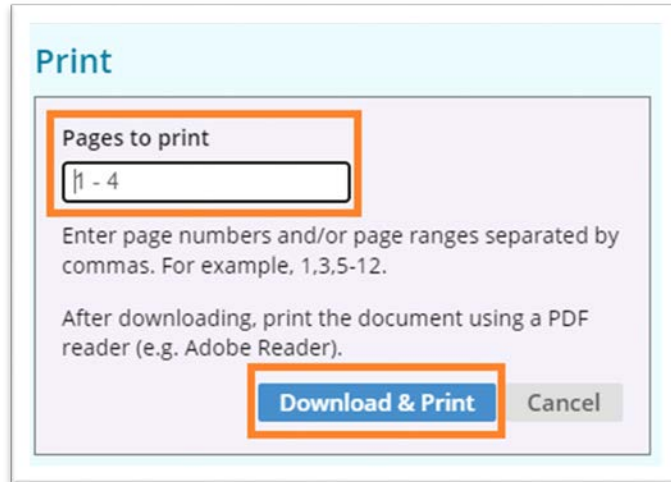 Print
Pages to print
1 - 4
Enter page numbers and/or page ranges separated by
commas. For example, 1,3,5-12.
After downloading, print the document using a PDF
reader (e.g. Adobe Reader).
Download & Print
Cancel